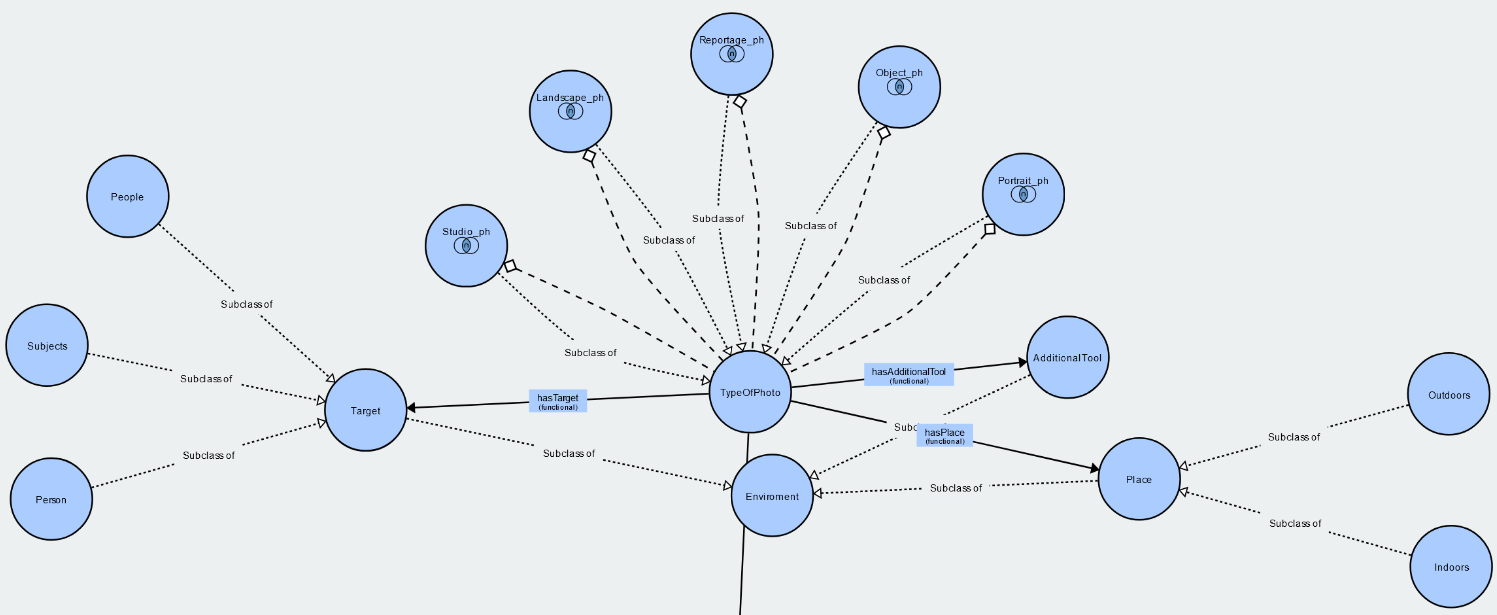 Reportage_ph
Object_ph
Landscape_ph
Portrait_ph
People
Studio_ph
Subclass of
Subclass of
Subclass of
Subclass of
Subclass of
Subclass of
Subjects
Subclass of
AdditionalTool
hasAdditionalTool
(functional)
Subclass of
TypeOfPhoto
Outdoors
hasTarget
(functional)
Target
Subc
hasPlace
(functional)
Subclass of
Subclass of
Subclass of
Place
Subclass of
Person
Enviroment
Subclass of
Indoors